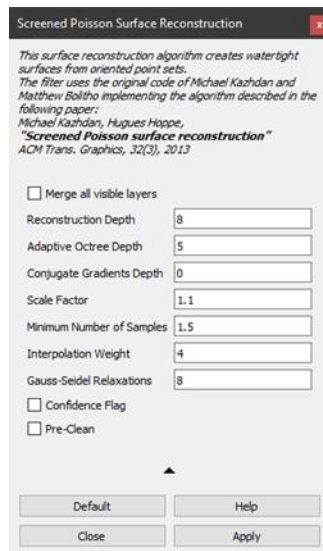 Screened Poisson Surface Reconstruction
x
This surface reconstruction algorithm creates watertight
surfaces from oriented point sets.
The filter uses the original code of Michael Kazhdan and
Matthew Bolitho implementing the algorithm described in the
following paper:
Michael Kazhdan, Hugues Hoppe,
"Screened Poisson surface reconstruction"
ACM Trans. Graphics, 32(3), 2013
Merge all visible layers
Reconstruction Depth 8
Adaptive Octree Depth 5
Conjugate Gradients Depth 0
Scale Factor 1.1
Minimum Number of Samples 1.5
Interpolation Weight 4
Gauss-Seidel Relaxations 8
Confidence Flag
Pre-Clean
Default Help
Close Apply